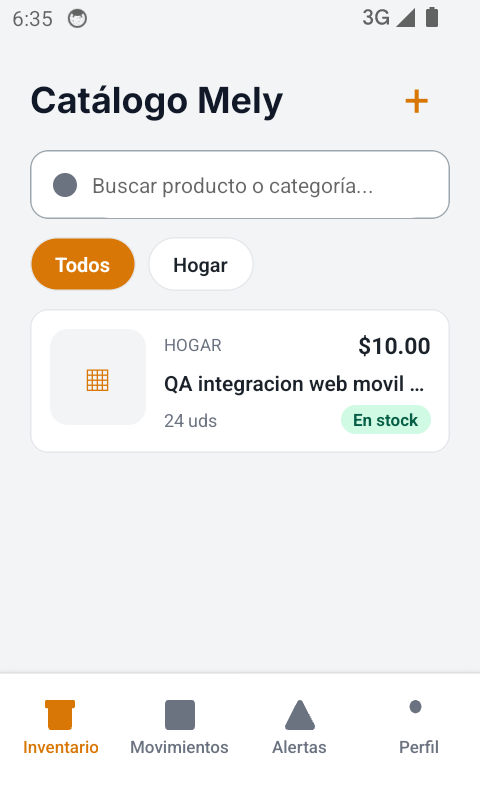 6:35
3G
Catálogo Mely
+
Buscar producto o categoría...
Todos
Hogar
HOGAR
$10.00
QA integracion web movil …
24 uds
En stock
Inventario
Movimientos
Alertas
Perfil